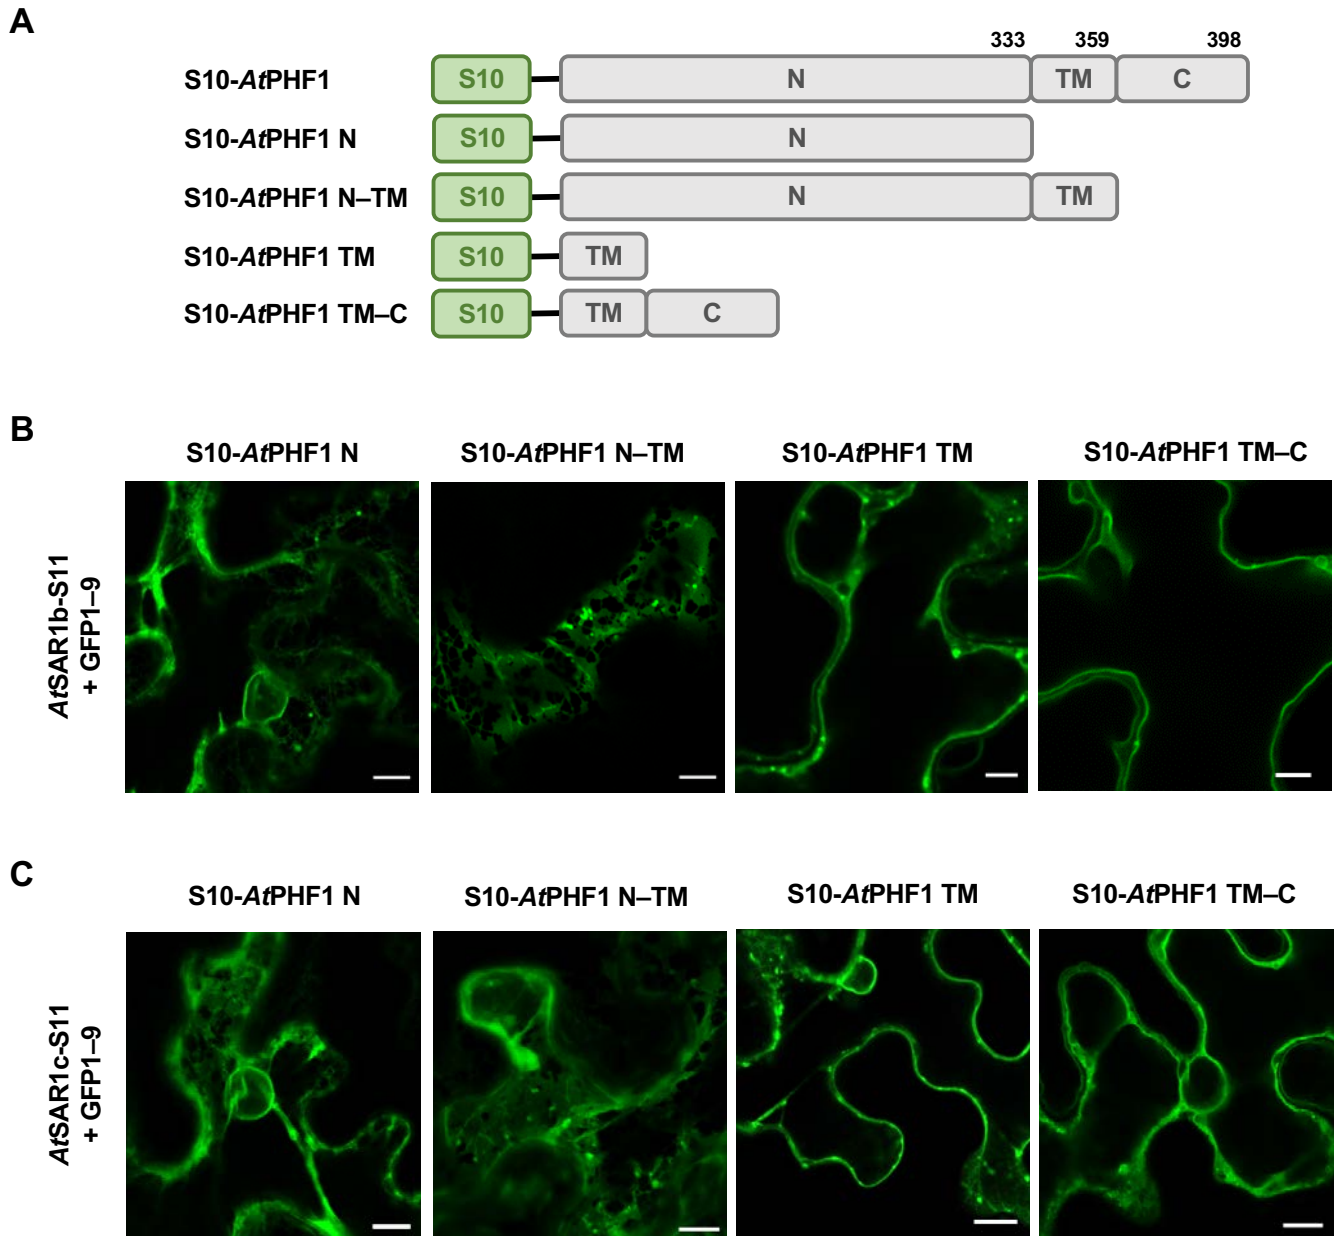 A
333 359 398
S10-AtPHF1 S10 N TM C
S10-AtPHF1 N S10 N
S10-AtPHF1 N–TM S10 N TM
S10-AtPHF1 TM S10 TM
S10-AtPHF1 TM–C S10 TM C
B
S10-AtPHF1 N S10-AtPHF1 N–TM S10-AtPHF1 TM S10-AtPHF1 TM–C
AtSAR1b-S11
+ GFP1–9
C
S10-AtPHF1 N S10-AtPHF1 N–TM S10-AtPHF1 TM S10-AtPHF1 TM–C
AtSAR1c-S11
+ GFP1–9